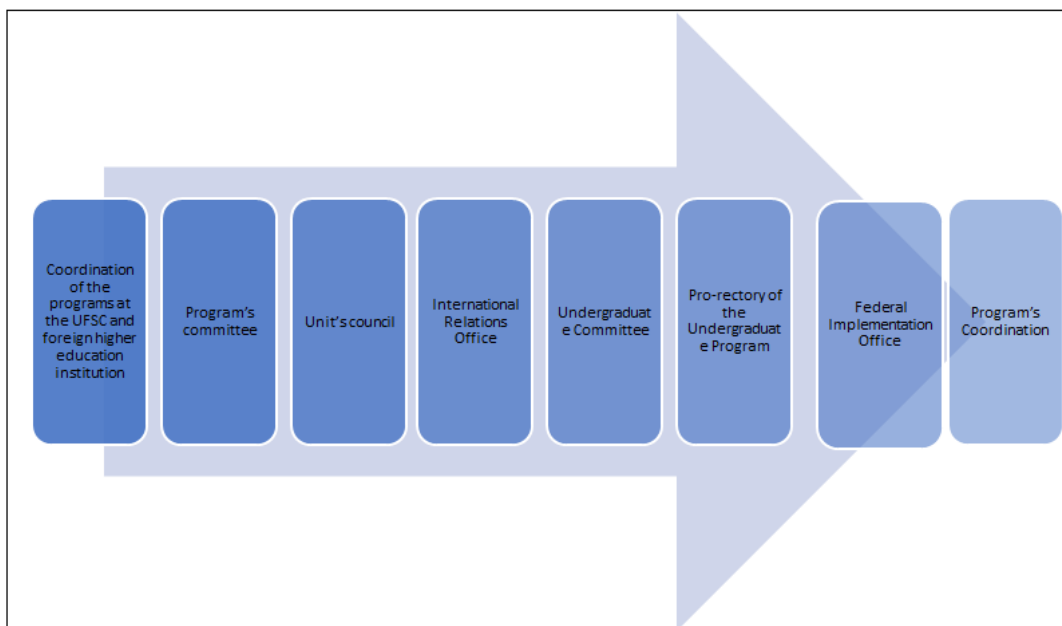 Coordination
of the
programs at
the UFSC and
foreign higher
education
institution
Program's
committee
Unit's council
International
Relations
Office
Undergraduat
e Committee
Pro-rectory of
the
Undergraduat
e Program
Federal
Implementation
Office
Program's
Coordination